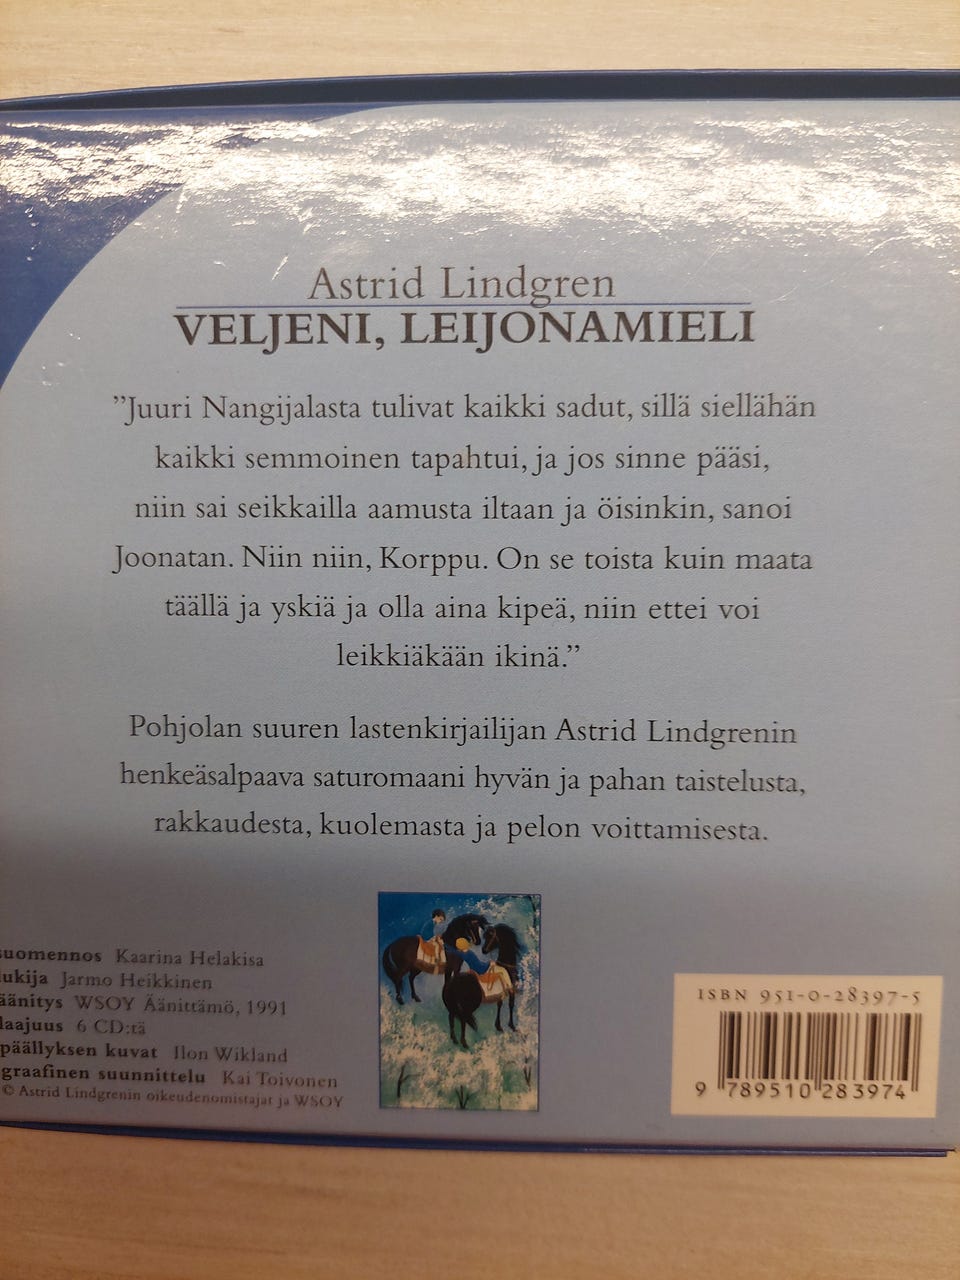 Astrid Lindgren
VELJENI, LEIJONAMIELI
”Juuri Nangijalasta tulivat kaikki sadut, sillä siellähän
kaikki semmoinen tapahtui, ja jos sinne pääsi,
niin sai seikkailla aamusta iltaan ja öisinkin, sanoi
Joonatan. Niin niin, Korppu. On se toista kuin maata
täällä ja yskiä ja olla aina kipeä, niin ettei voi
leikkiäkään ikinä.”
Pohjolan suuren lastenkirjailijan Astrid Lindgrenin
henkeäsalpaava saturomaani hyvän ja pahan taistelusta,
rakkaudesta, kuolemasta ja pelon voittamisesta.
suomennos Kaarina Helakisa
lukija Jarmo Heikkinen
äänitys WSOY Äänittämö, 1991
laajuus 6 CD:tä
päällyksen kuvat Ilon Wikland
graafinen suunnittelu Kai Toivonen
© Astrid Lindgrenin oikeudenomistajat ja WSOY
ISBN 951-0-28397-5
9 789510 283974